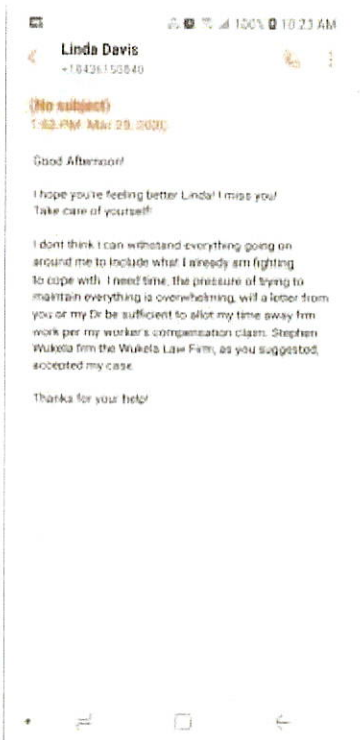 100% 10:23 AM
Linda Davis
(No subject)
Good Afternoon!
I hope you're feeling better Linda! I miss you!
Take care of yourself!
I dont think I can withstand everything going on
around me to include what I already am fighting
to cope with. I need time, the pressure of trying to
maintain everything is overwhelming, will a letter from
you or my Dr be sufficient to allot my time away frm
work per my worker's compensation claim. Stephen
Wukela frm the Wukela Law Firm, as you suggested,
accepted my case.
Thanks for your help!